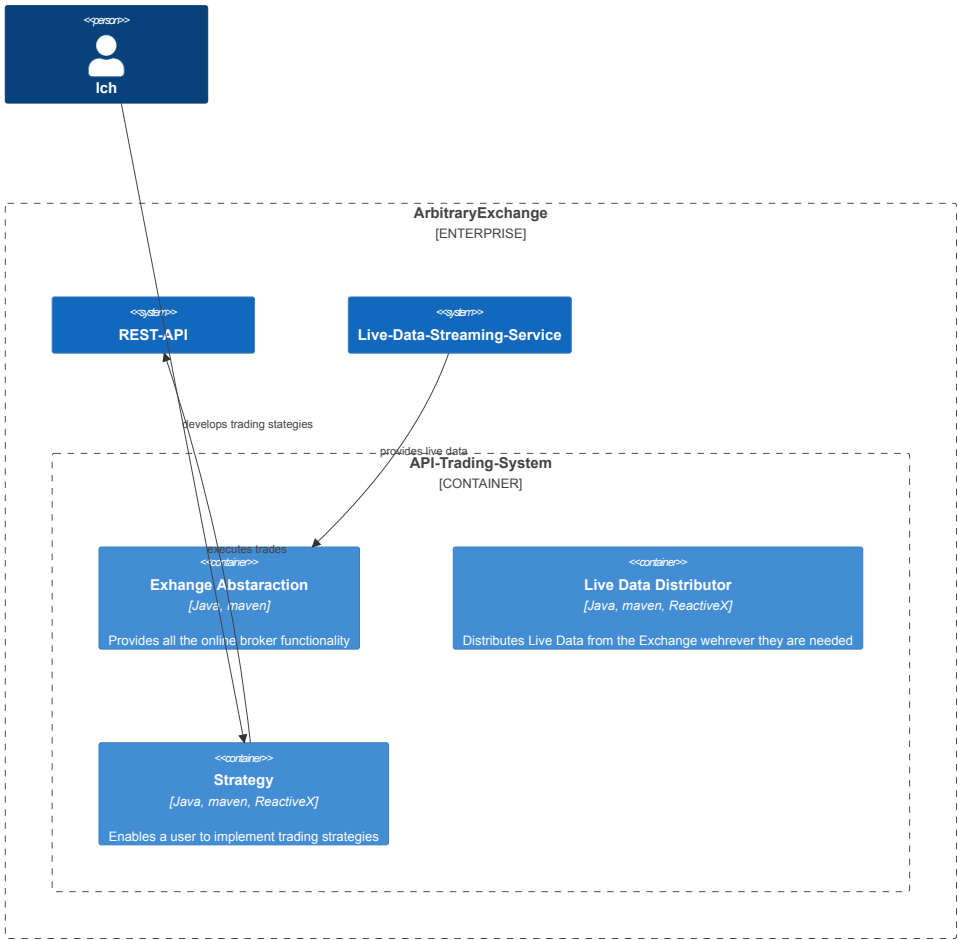 <<person>>
Ich
ArbitraryExchange
[ENTERPRISE]
<<system>>
REST-API
<<system>>
Live-Data-Streaming-Service
develops trading stategies
provides live data
API-Trading-System
[CONTAINER]
executes trades
<<container>>
Exhange Abstaraction
[Java, maven]
Provides all the online broker functionality
<<container>>
Live Data Distributor
[Java, maven, ReactiveX]
Distributes Live Data from the Exchange wehrever they are needed
<<container>>
Strategy
[Java, maven, ReactiveX]
Enables a user to implement trading strategies